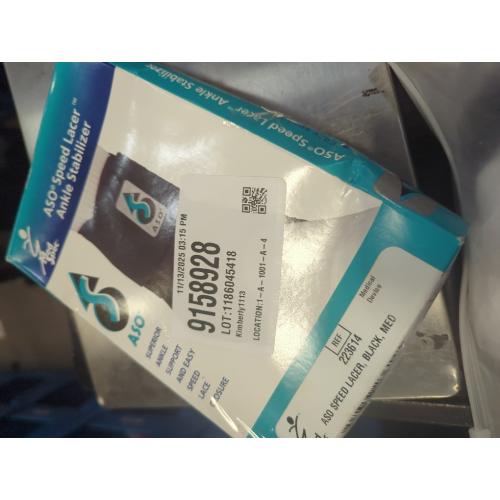 ASO® Speed Lacer™
Ankle Stabilizer
ASO® Speed Lacer™ Ankle Stabilizer
ASO®
ASO®
SUPERIOR
ANKLE
SUPPORT
AND EASY
SPEED
LACE
OSURE
11/13/2025 03:15 PM
9158928
LOT:1186045418
Kimberly1113
LOCATION:1-A-1001-A-4
Medical
Device
REF
223614
ASO SPEED LACER, BLACK, MED